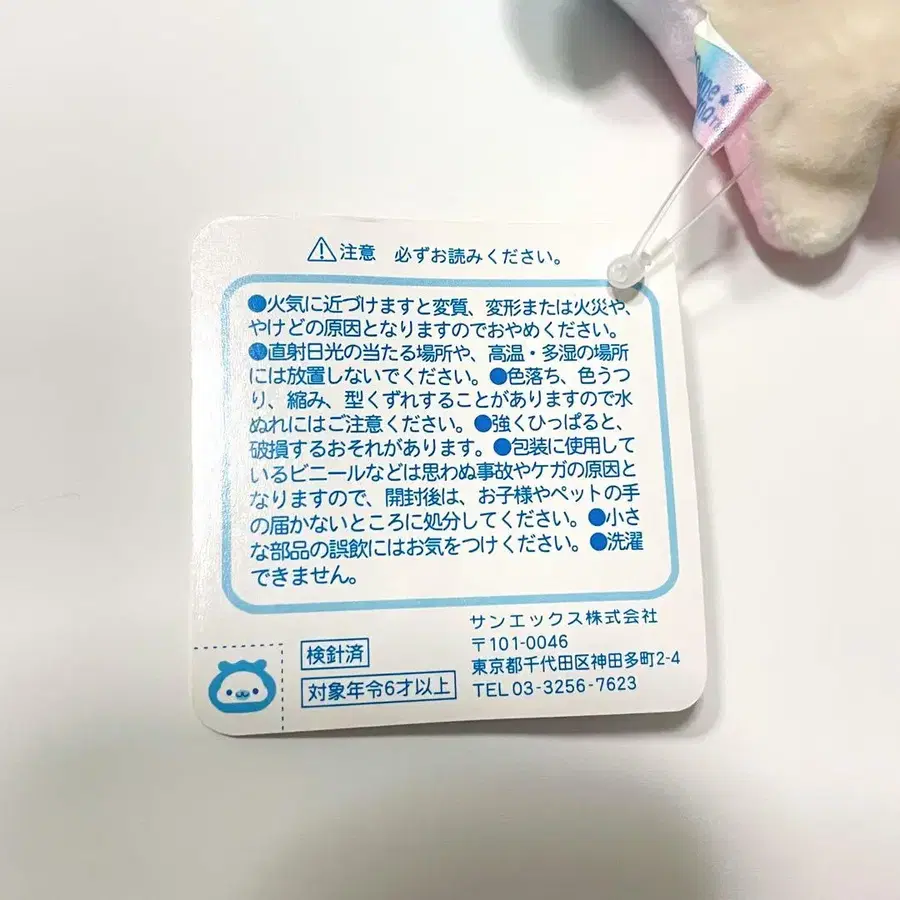 ⚠注意 必ずお読みください。
●火気に近づけますと変質、変形または火災や、
やけどの原因となりますのでおやめください。
●直射日光の当たる場所や、高温・多湿の場所
には放置しないでください。●色落ち、色うつ
り、縮み、型くずれすることがありますので水
ぬれにはご注意ください。●強くひっぱると、
破損するおそれがあります。●包装に使用して
いるビニールなどは思わぬ事故やケガの原因と
なりますので、開封後は、お子様やペットの手
の届かないところに処分してください。●小さ
な部品の誤飲にはお気をつけください。●洗濯
できません。
検針済
対象年令6才以上
サンエックス株式会社
〒101-0046
東京都千代田区神田多町2-4
TEL 03-3256-7623